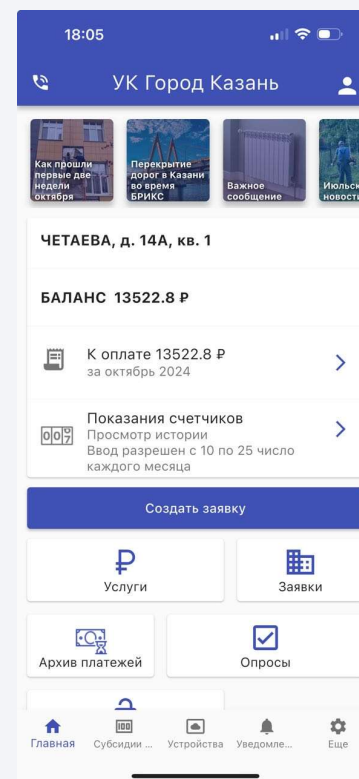 18:05
УК Город Казань
Как прошли
первые две
недели
октября
Перекрытие
дорог в Казани
во время
БРИКС
Важное
сообщение
Июльск
новости
ЧЕТАЕВА, д. 14А, кв. 1
БАЛАНС 13522.8 ₽
К оплате 13522.8 ₽
за октябрь 2024
Показания счетчиков
Просмотр истории
Ввод разрешен с 10 по 25 число
каждого месяца
Создать заявку
Услуги
Заявки
Архив платежей
Опросы
Главная
Субсидии ...
Устройства
Уведомле...
Еще